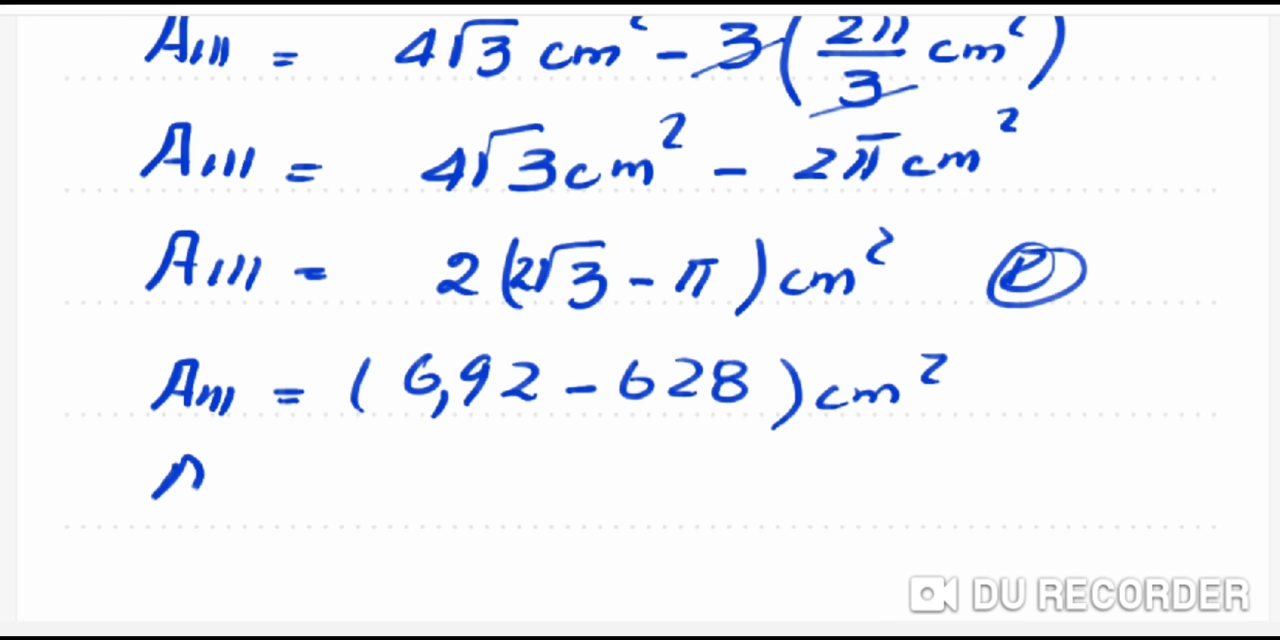 A₁₁₁ = 4√3 cm² - 3(2π/3 cm²)
A₁₁₁ = 4√3 cm² - 2π cm²
A₁₁₁ = 2(2√3 - π) cm²
A₁₁₁ = (6,92 - 628) cm²
DU RECORDER